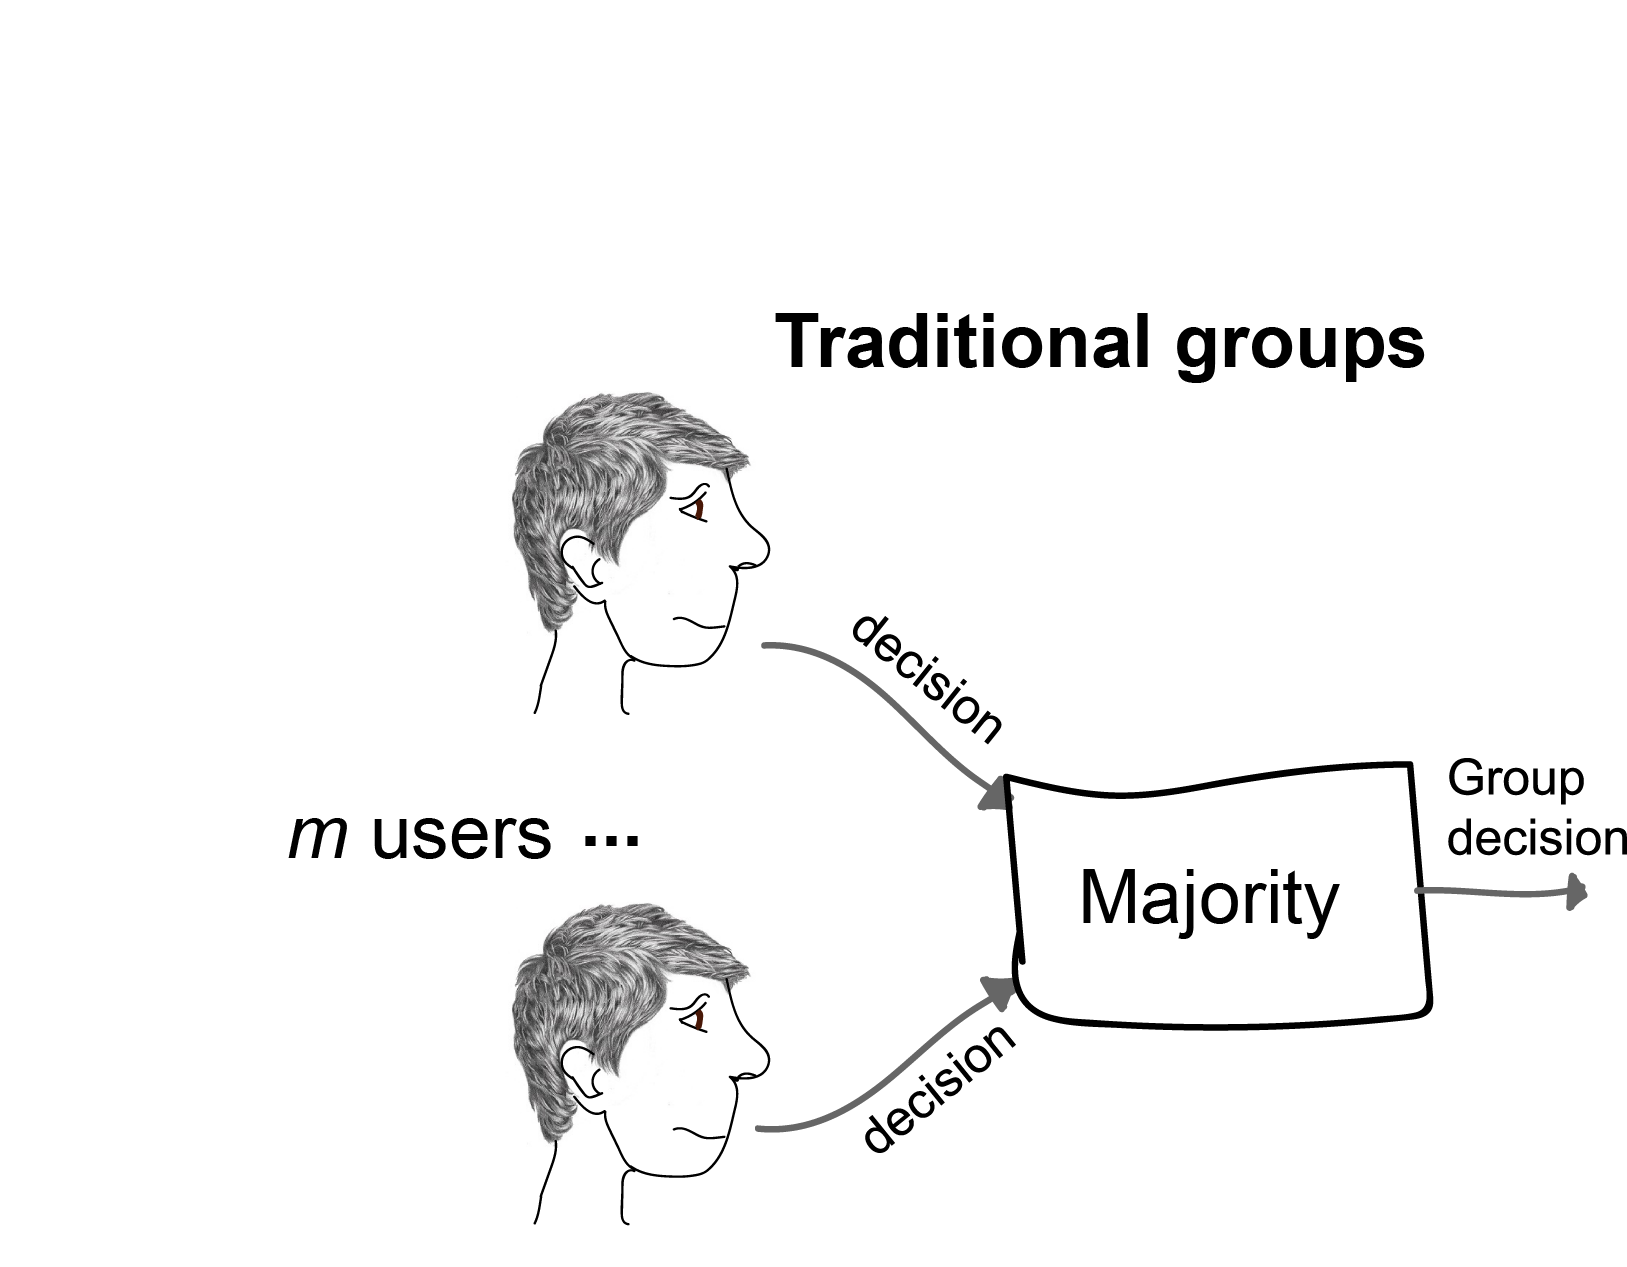 Traditional groups
decision
m users ...
Group
decision
Majority
decision